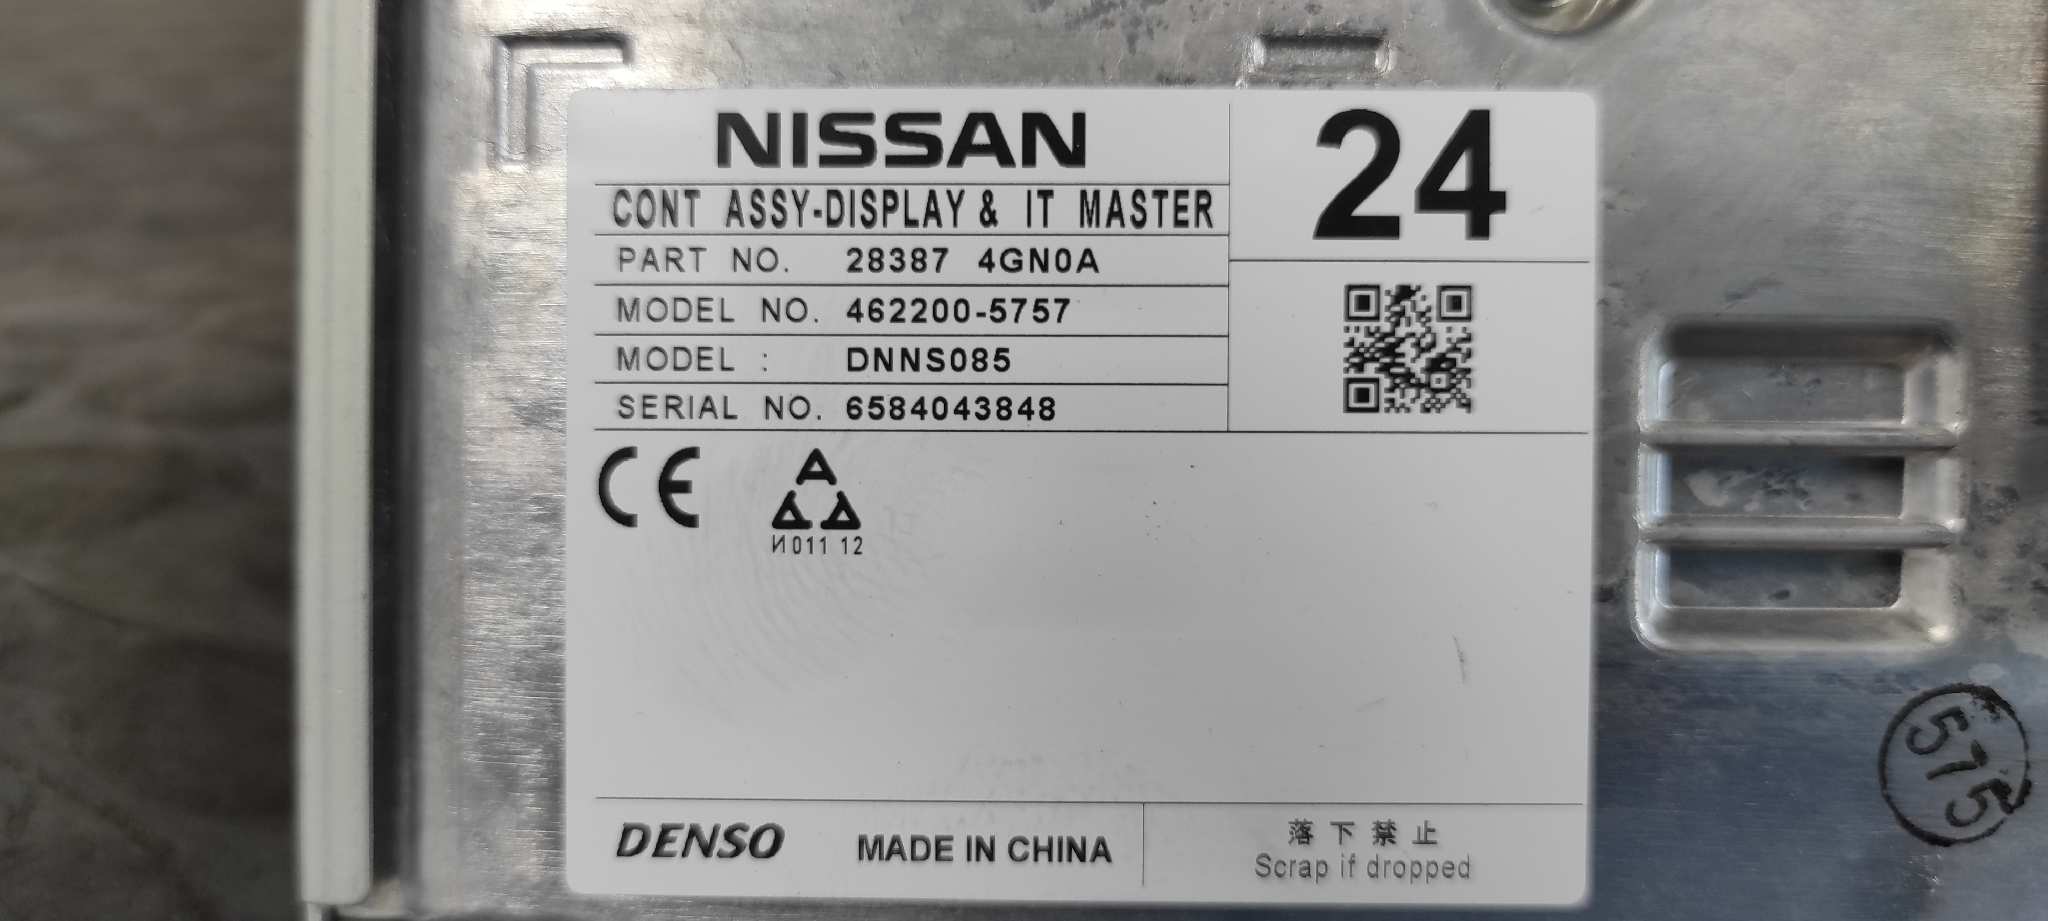 NISSAN
24
CONT ASSY-DISPLAY & IT MASTER
PART NO. 28387 4GN0A
MODEL NO. 462200-5757
MODEL : DNNS085
SERIAL NO. 6584043848
CE
И011 12
DENSO
MADE IN CHINA
落下禁止
Scrap if dropped
575